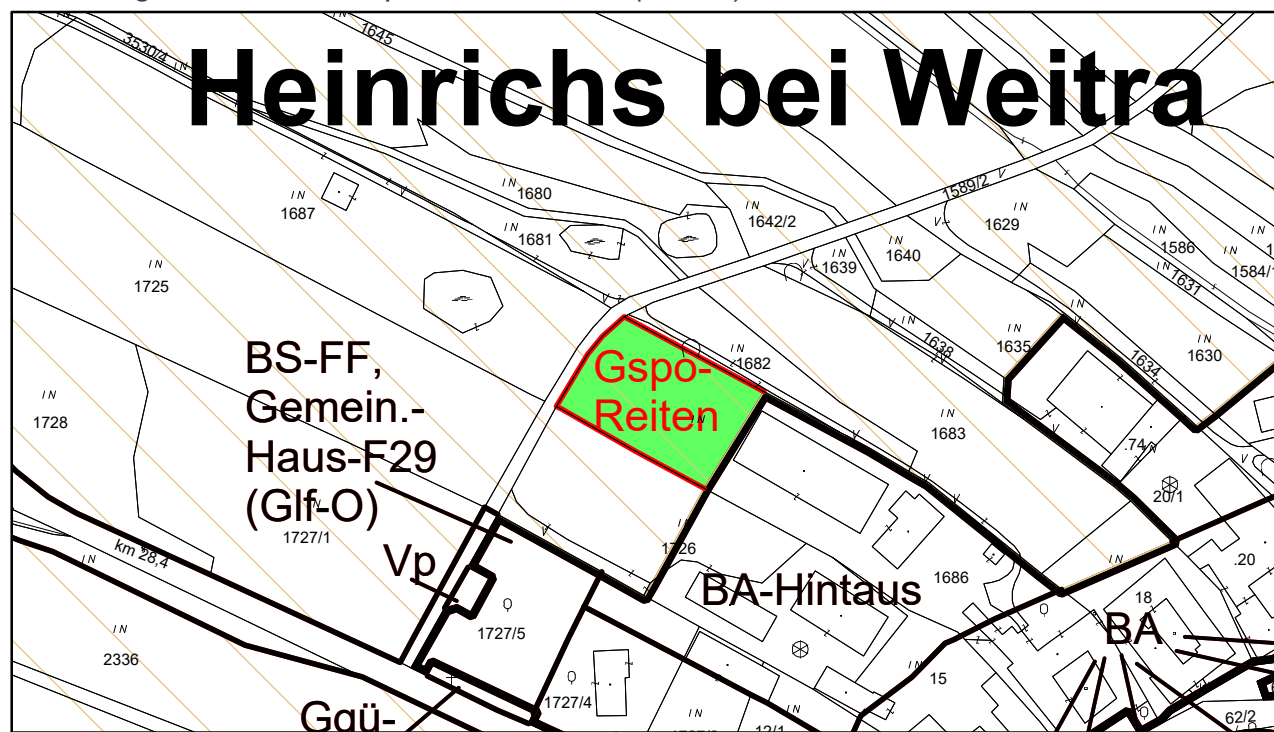 Heinrichs bei Weitra
1645
3530/4
I N
1687
I N
1680
I N
1681
I N
1642/2
1589/2
I N
1629
I N
1586
I N
1631
I N
1640
I N
1639
I N
1725
I N
1682
I N
1638
I N
1635
1634
I N
1630
I N
1728
BS-FF,
Gemein.-
Haus-F29
(Glf-O)
Gspo-
Reiten
I N
I N
1683
.74
20/1
I N
1727/1
km 28,4
Vp
I N
1726
BA-Hintaus
1686
I N
.20
18
BA
I N
2336
1727/5
1727/4
Ggü-
I N
15
I N
12/1
62/2